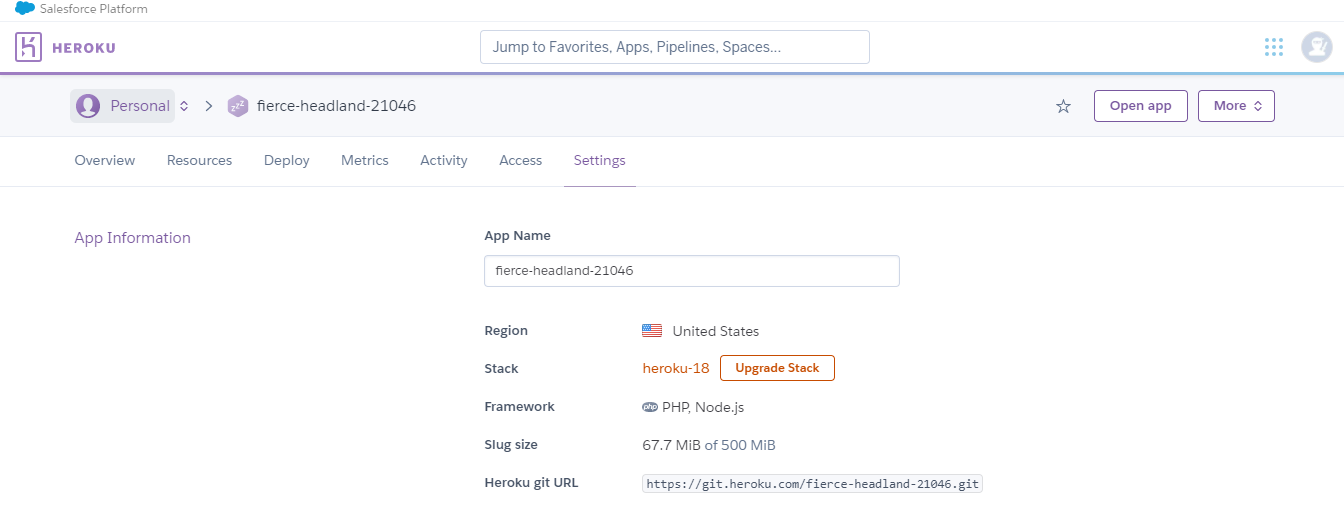 Salesforce Platform
HEROKU
Jump to Favorites, Apps, Pipelines, Spaces...
Personal
zzz
fierce-headland-21046
Open app
More
Overview
Resources
Deploy
Metrics
Activity
Access
Settings
App Information
App Name
fierce-headland-21046
Region
United States
Stack
heroku-18
Upgrade Stack
Framework
php
PHP, Node.js
Slug size
67.7 MiB of 500 MiB
Heroku git URL
https://git.heroku.com/fierce-headland-21046.git